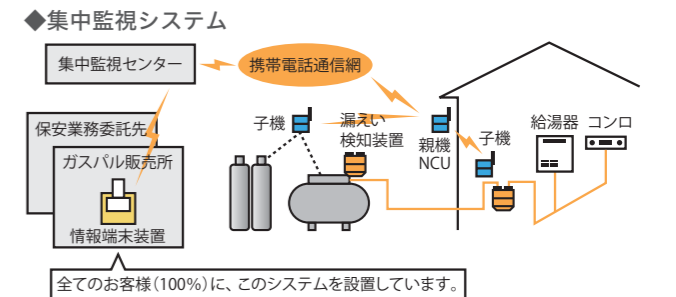 ◆集中監視システム
集中監視センター
携帯電話通信網
保安業務委託先
ガスパル販売所
情報端末装置
子機
漏えい
検知装置
親機
NCU
子機
給湯器
コンロ
全てのお客様(100%)に、このシステムを設置しています。